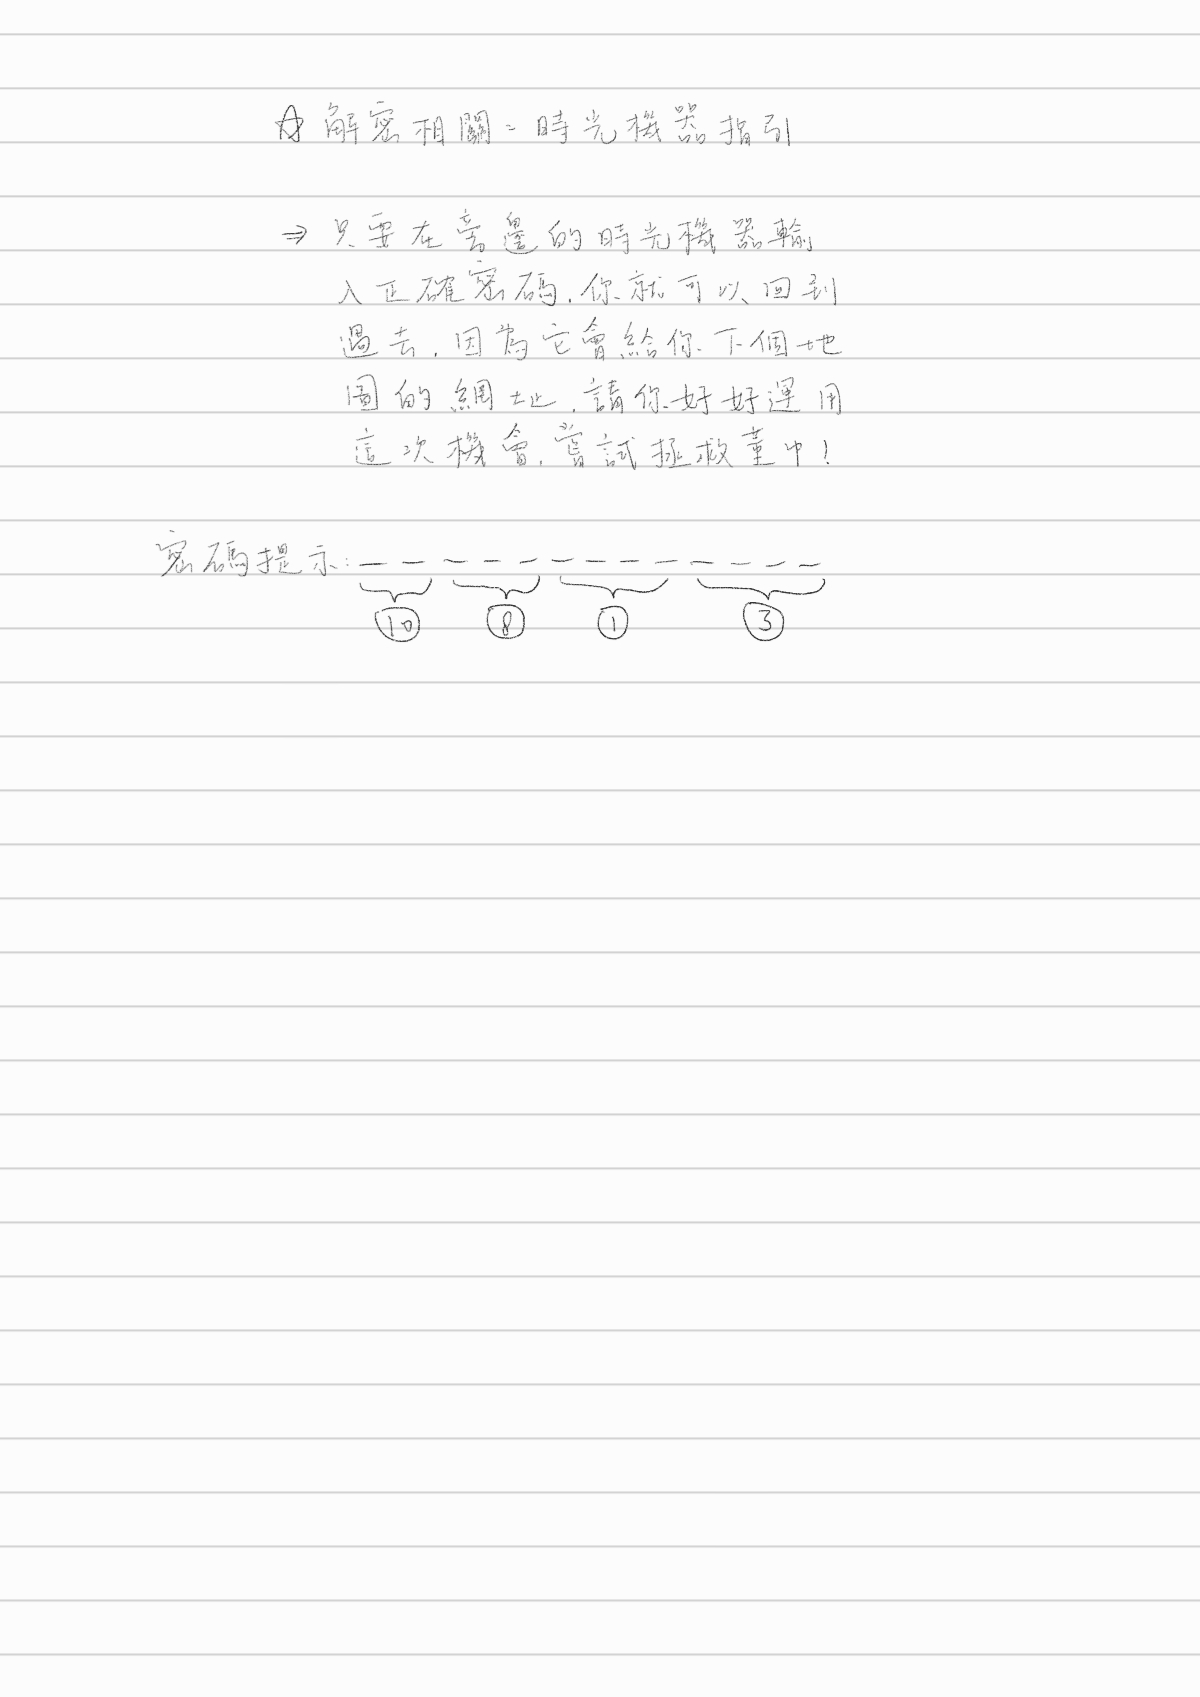 ☆解密相關:時光機器指引
⇒只要在旁邊的時光機器輸
入正確密碼,你就可以回到
過去,因為它會給你下個地
圖的網址,請你好好運用
這次機會,嘗試拯救董中!
密碼提示:_ _ _ _ _ _ _ _ _ _ _ _ _
10 8 1 3